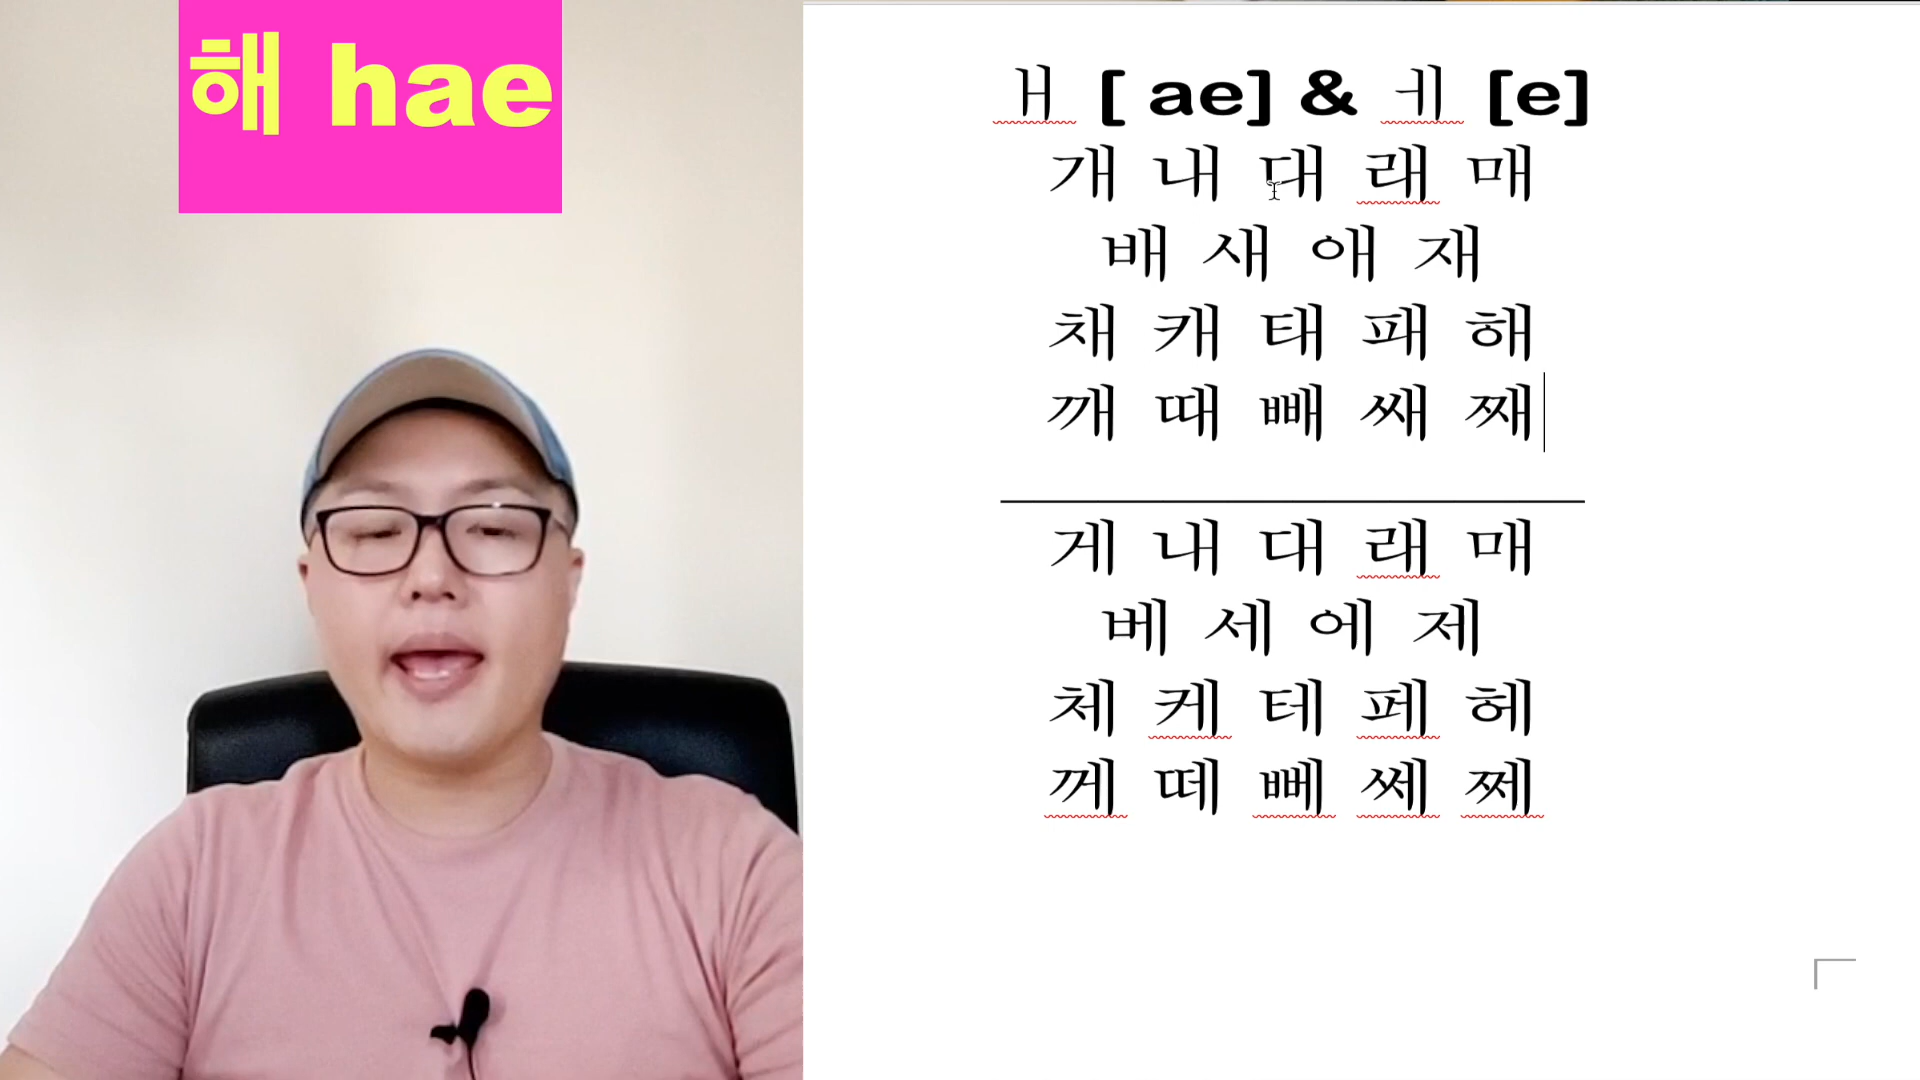 해 hae
ㅐ [ ae] & ㅔ [e]
개 내 대 래 매
배 새 애 재
채 캐 태 패 해
깨 때 빼 쌔 째
게 내 대 래 매
베 세 에 제
체 케 테 페 헤
께 떼 뻬 쎄 쩨